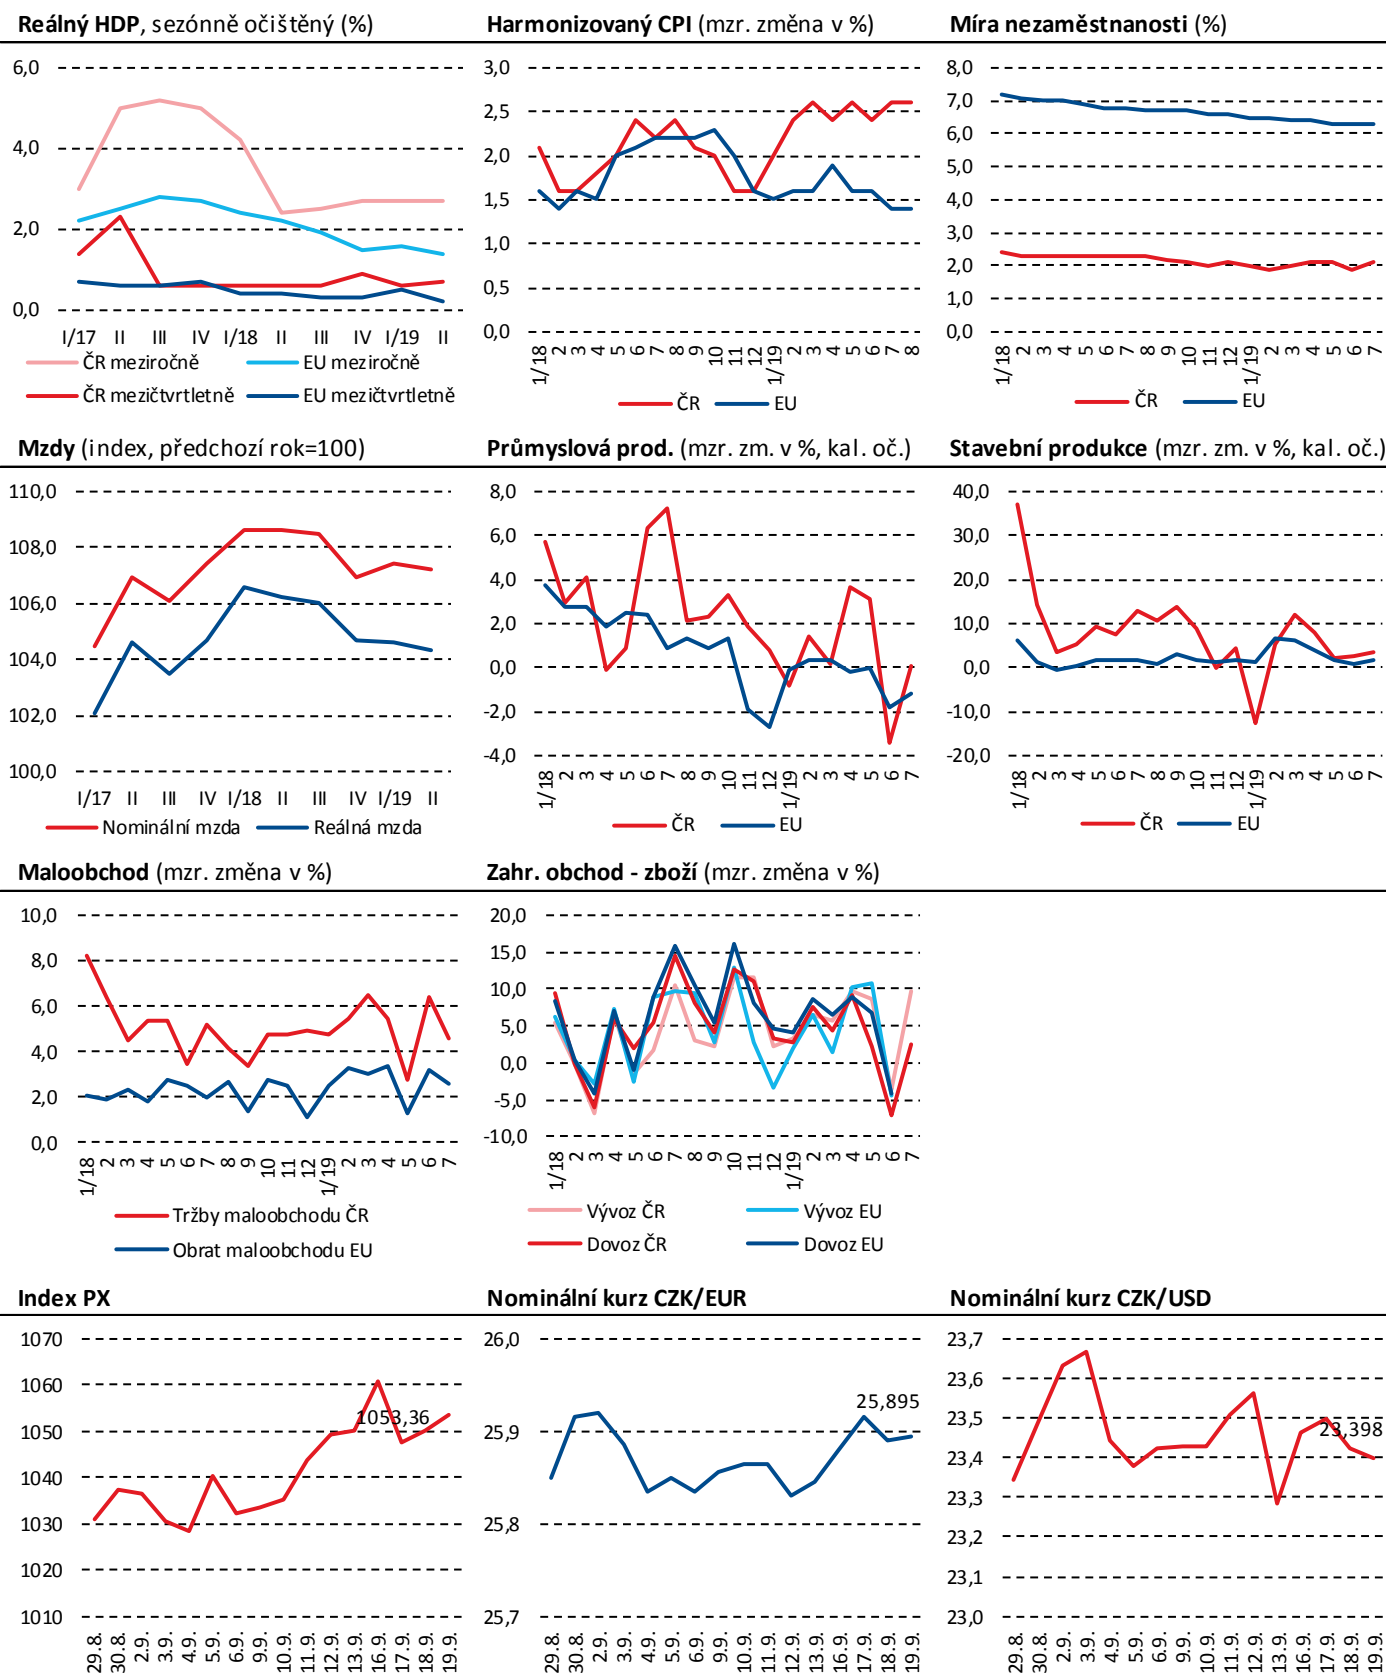 Reálný HDP, sezónně očištěný (%)
6,0
4,0
2,0
0,0
I/17 II III IV I/18 II III IV I/19 II
ČR meziročně
EU meziročně
ČR mezičtvrtletně
EU mezičtvrtletně
Harmonizovaný CPI (mzr. změna v %)
3,0
2,5
2,0
1,5
1,0
0,5
0,0
1/18 2 3 4 5 6 7 8 9 10 11 12 1/19 2 3 4 5 6 7 8
ČR
EU
Míra nezaměstnanosti (%)
8,0
7,0
6,0
5,0
4,0
3,0
2,0
1,0
0,0
1/18 2 3 4 5 6 7 8 9 10 11 12 1/19 2 3 4 5 6 7
ČR
EU
Mzdy (index, předchozí rok=100)
110,0
108,0
106,0
104,0
102,0
100,0
I/17 II III IV I/18 II III IV I/19 II
Nominální mzda
Reálná mzda
Průmyslová prod. (mzr. zm. v %, kal. oč.)
8,0
6,0
4,0
2,0
0,0
-2,0
-4,0
1/18 2 3 4 5 6 7 8 9 10 11 12 1/19 2 3 4 5 6 7
ČR
EU
Stavební produkce (mzr. zm. v %, kal. oč.)
40,0
30,0
20,0
10,0
0,0
-10,0
-20,0
1/18 2 3 4 5 6 7 8 9 10 11 12 1/19 2 3 4 5 6 7
ČR
EU
Maloobchod (mzr. změna v %)
10,0
8,0
6,0
4,0
2,0
0,0
1/18 2 3 4 5 6 7 8 9 10 11 12 1/19 2 3 4 5 6 7
Tržby maloobchodu ČR
Obrat maloobchodu EU
Zahr. obchod - zboží (mzr. změna v %)
20,0
15,0
10,0
5,0
0,0
-5,0
-10,0
1/18 2 3 4 5 6 7 8 9 10 11 12 1/19 2 3 4 5 6 7
Vývoz ČR
Vývoz EU
Dovoz ČR
Dovoz EU
Index PX
1070
1060
1050
1040
1030
1020
1010
1053,36
29.8. 30.8. 2.9. 3.9. 4.9. 5.9. 6.9. 9.9. 10.9. 11.9. 12.9. 13.9. 16.9. 17.9. 18.9. 19.9.
Nominální kurz CZK/EUR
26,0
25,9
25,8
25,7
25,895
29.8. 30.8. 2.9. 3.9. 4.9. 5.9. 6.9. 9.9. 10.9. 11.9. 12.9. 13.9. 16.9. 17.9. 18.9. 19.9.
Nominální kurz CZK/USD
23,7
23,6
23,5
23,4
23,3
23,2
23,1
23,0
23,398
29.8. 30.8. 2.9. 3.9. 4.9. 5.9. 6.9. 9.9. 10.9. 11.9. 12.9. 13.9. 16.9. 17.9. 18.9. 19.9.